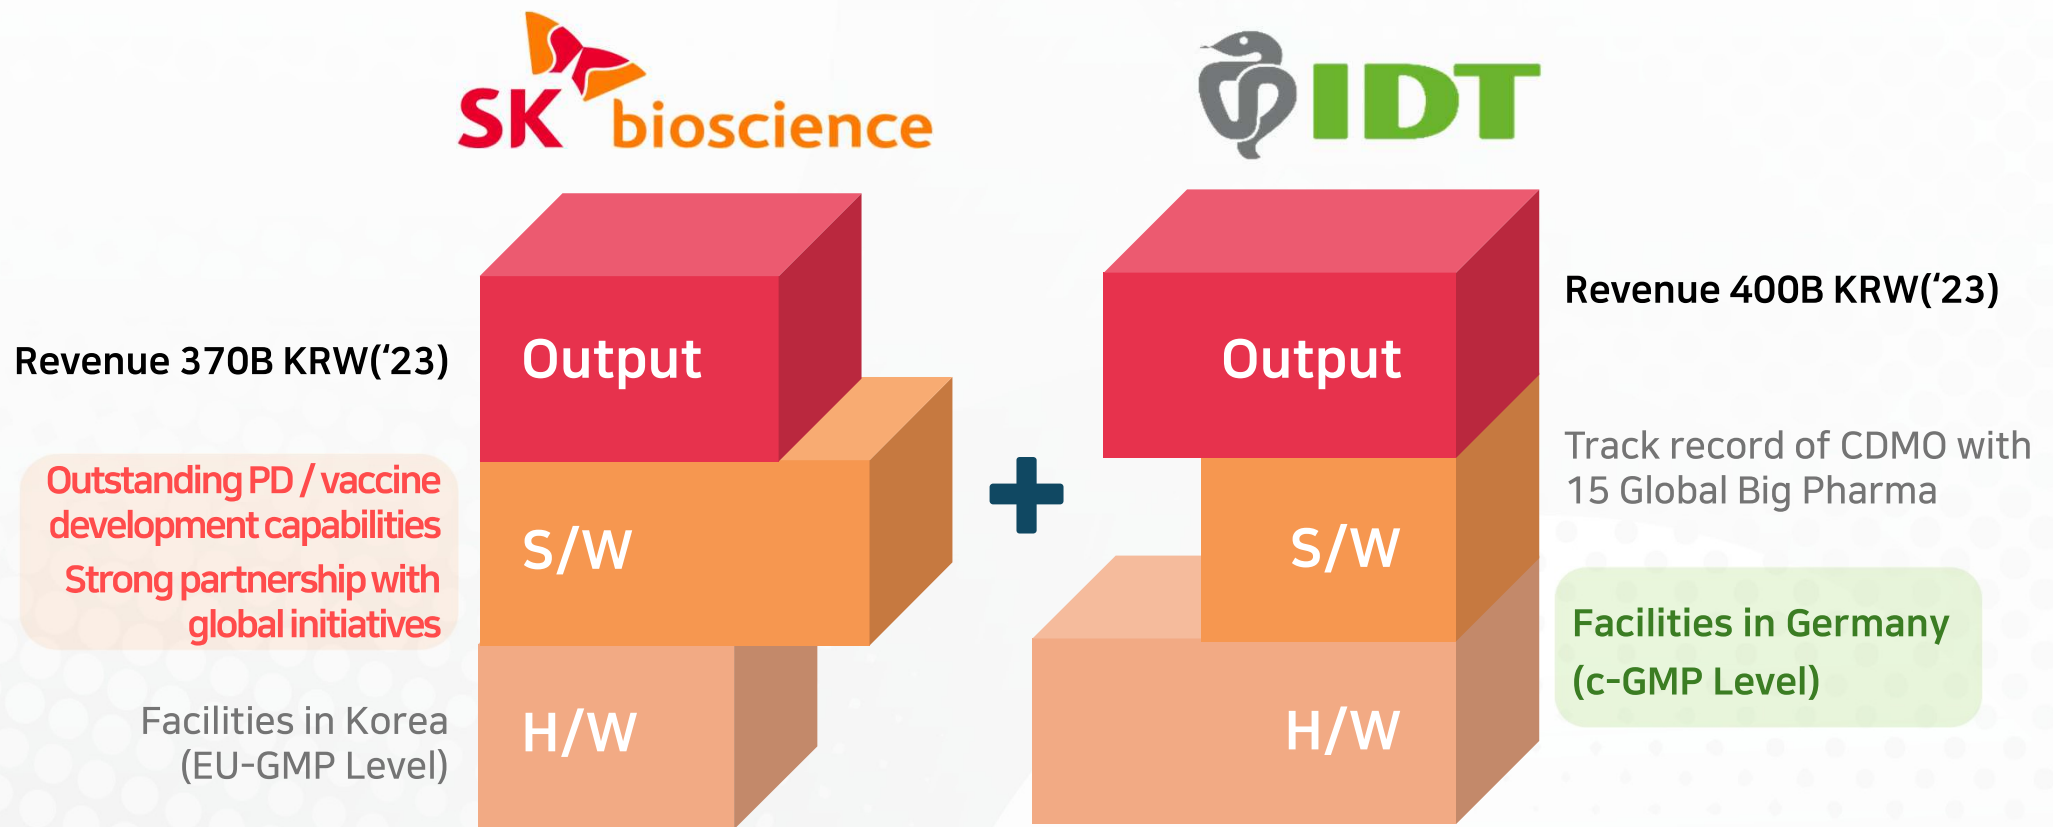 SK bioscience
IDT
Revenue 370B KRW(‘23)
Output
Outstanding PD / vaccine
development capabilities
Strong partnership with
global initiatives
S/W
Facilities in Korea
(EU-GMP Level)
H/W
Revenue 400B KRW(‘23)
Output
Track record of CDMO with
15 Global Big Pharma
S/W
Facilities in Germany
(c-GMP Level)
H/W